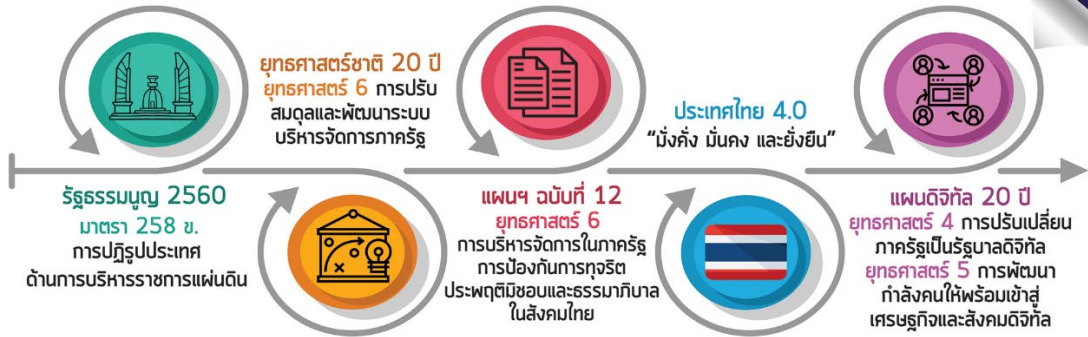 รัฐธรรมนูญ 2560
มาตรา 258 ข.
การปฏิรูปประเทศ
ด้านการบริหารราชการแผ่นดิน
ยุทธศาสตร์ชาติ 20 ปี
ยุทธศาสตร์ 6 การปรับ
สมดุลและพัฒนาระบบ
บริหารจัดการภาครัฐ
แผนฯ ฉบับที่ 12
ยุทธศาสตร์ 6
การบริหารจัดการในภาครัฐ
การป้องกันการทุจริต
ประพฤติมิชอบและธรรมาภิบาล
ในสังคมไทย
ประเทศไทย 4.0
“มั่งคั่ง มั่นคง และยั่งยืน”
แผนดิจิทัล 20 ปี
ยุทธศาสตร์ 4 การปรับเปลี่ยน
ภาครัฐเป็นรัฐบาลดิจิทัล
ยุทธศาสตร์ 5 การพัฒนา
กำลังคนให้พร้อมเข้าสู่
เศรษฐกิจและสังคมดิจิทัล